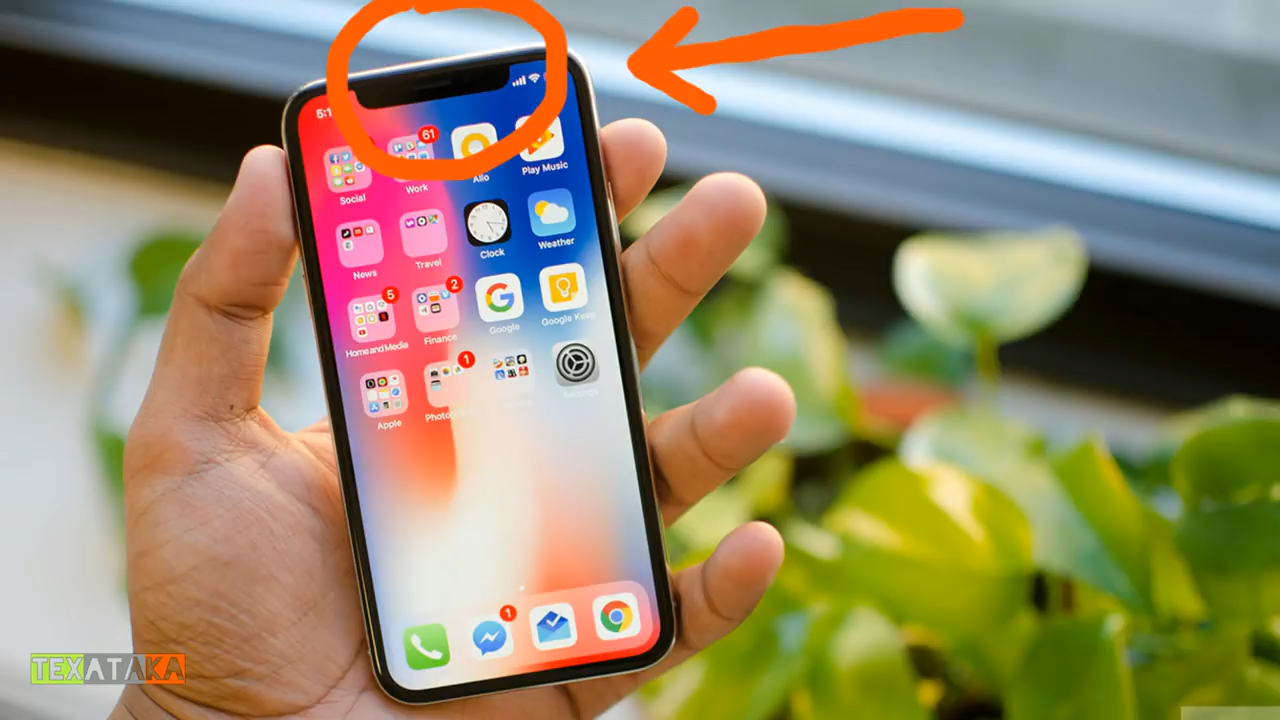 5:1
61
Social
Work
Allo
Play Music
News
Travel
Clock
Weather
5
2
Home and Media
Finance
Google
Google Keep
1
Apple
Settings
1
TEXATAKA